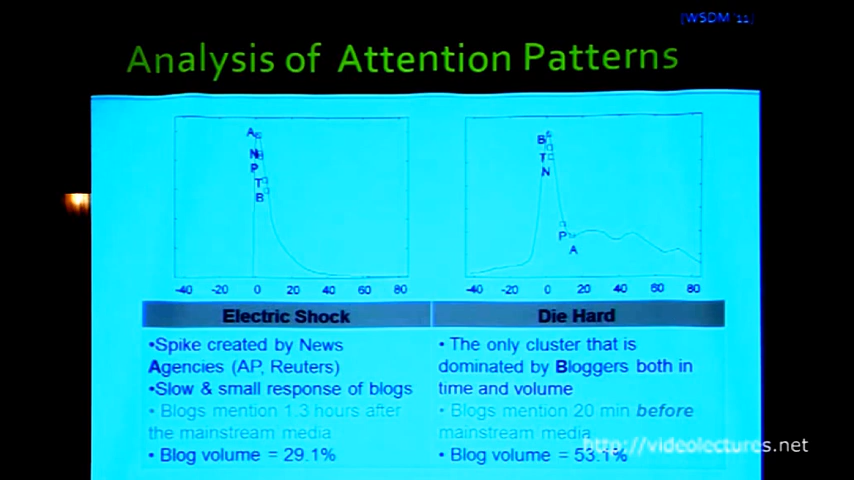 [WSDM '11]
Analysis of Attention Patterns
A
N
P
T
B
B
T
N
P
A
-40 -20 0 20 40 60 80
-40 -20 0 20 40 60 80
Electric Shock
Die Hard
•Spike created by News
Agencies (AP, Reuters)
•Slow & small response of blogs
• Blogs mention 1.3 hours after
the mainstream media
• Blog volume = 29.1%
• The only cluster that is
dominated by Bloggers both in
time and volume
• Blogs mention 20 min before
mainstream media
• Blog volume = 53.1%
http://videolectures.net